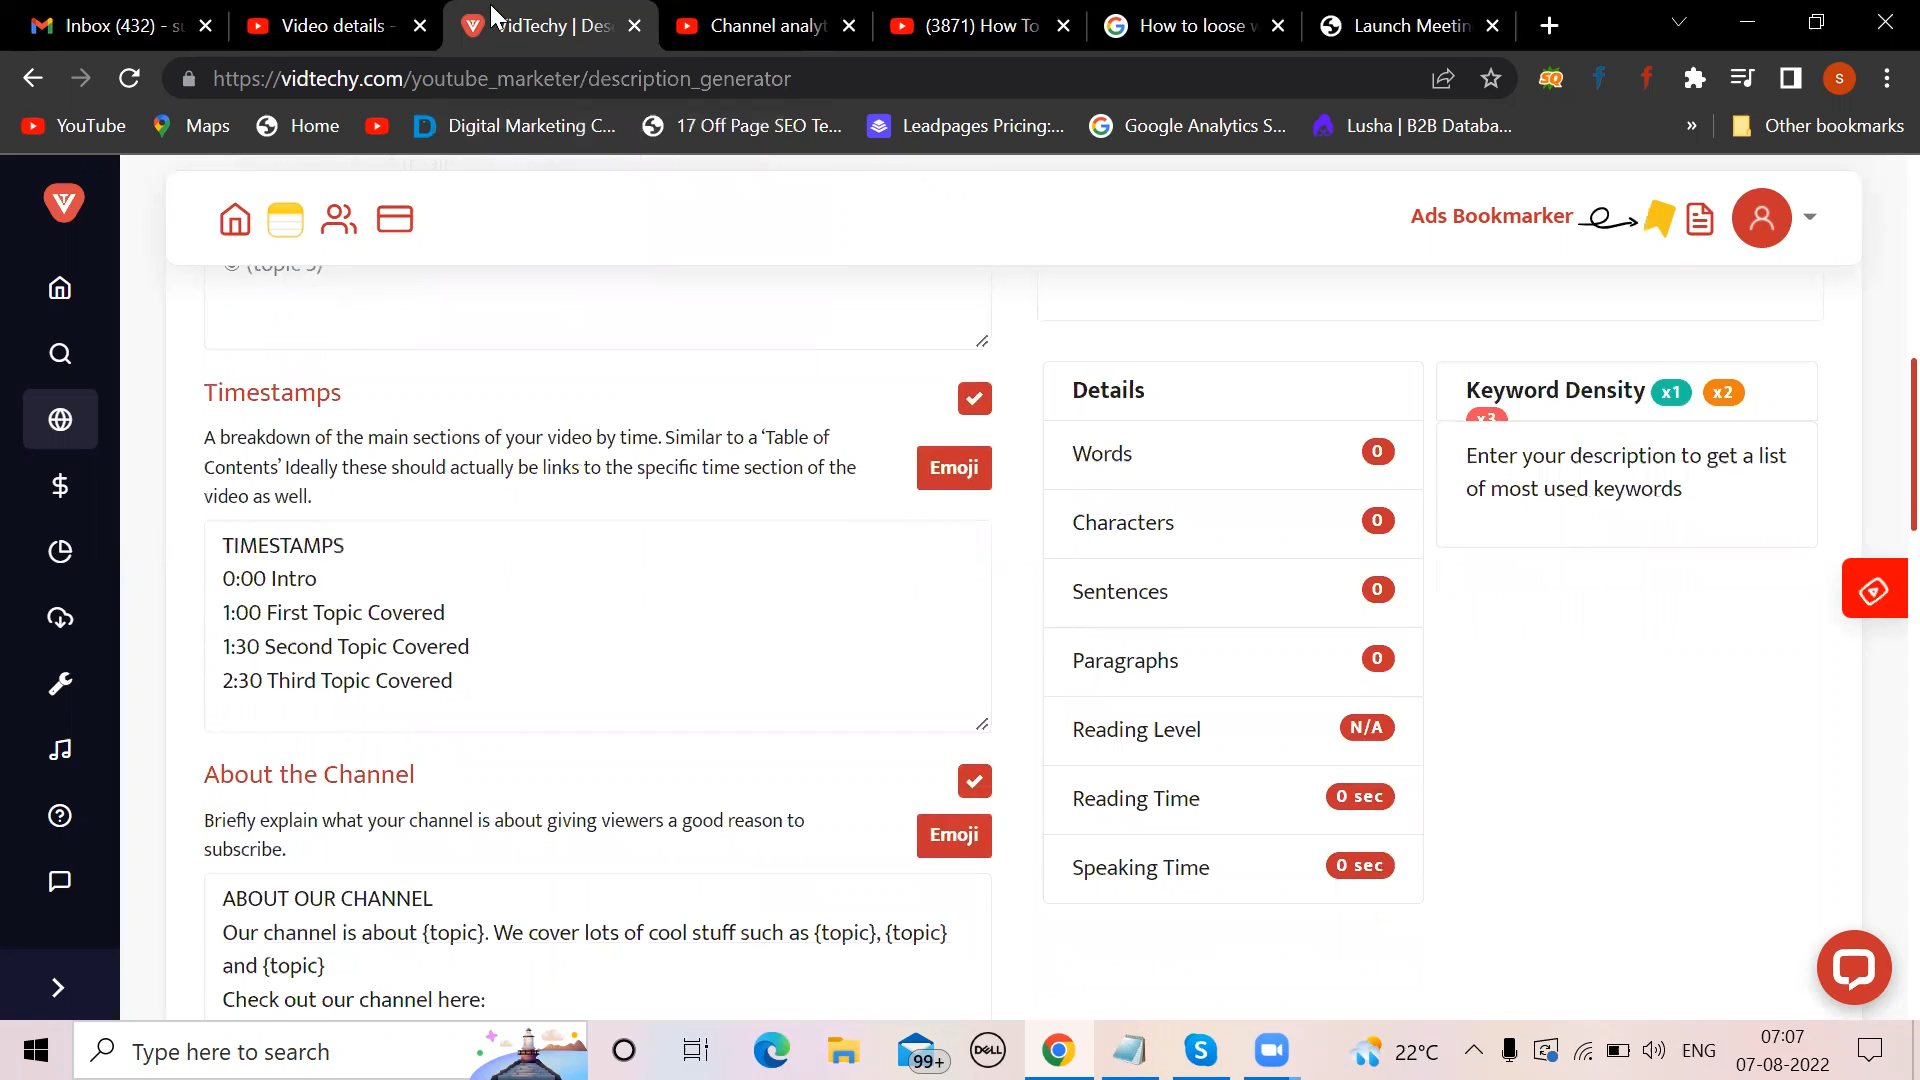 Inbox (432) - su
Video details -
VidTechy | Des
Channel analyt
(3871) How To
How to loose w
Launch Meetin
https://vidtechy.com/youtube_marketer/description_generator
SQ
S
YouTube
Maps
Home
Digital Marketing C...
17 Off Page SEO Te...
Leadpages Pricing:...
Google Analytics S...
Lusha | B2B Databa...
»
Other bookmarks
Ads Bookmarker
Timestamps
A breakdown of the main sections of your video by time. Similar to a ‘Table of
Contents’ Ideally these should actually be links to the specific time section of the
video as well.
Emoji
TIMESTAMPS
0:00 Intro
1:00 First Topic Covered
1:30 Second Topic Covered
2:30 Third Topic Covered
About the Channel
Briefly explain what your channel is about giving viewers a good reason to
subscribe.
Emoji
ABOUT OUR CHANNEL
Our channel is about {topic}. We cover lots of cool stuff such as {topic}, {topic}
and {topic}
Check out our channel here:
Details
Words 0
Characters 0
Sentences 0
Paragraphs 0
Reading Level N/A
Reading Time 0 sec
Speaking Time 0 sec
Keyword Density x1 x2
x3
Enter your description to get a list
of most used keywords
Type here to search
99+
DELL
22°C
ENG
07:07
07-08-2022